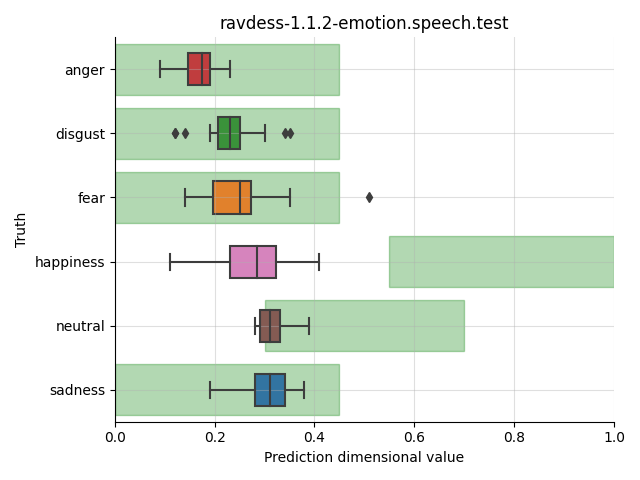 ravdess-1.1.2-emotion.speech.test
anger
disgust
fear
happiness
neutral
sadness
Truth
0.0 0.2 0.4 0.6 0.8 1.0
Prediction dimensional value